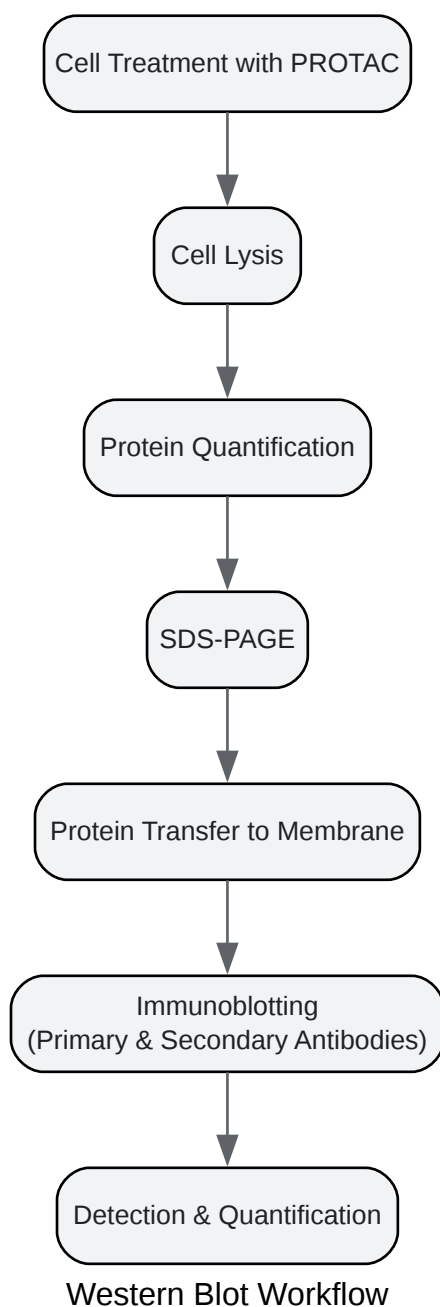 Cell Treatment with PROTAC
Cell Lysis
Protein Quantification
SDS-PAGE
Protein Transfer to Membrane
Immunoblotting
(Primary & Secondary Antibodies)
Detection & Quantification
Western Blot Workflow